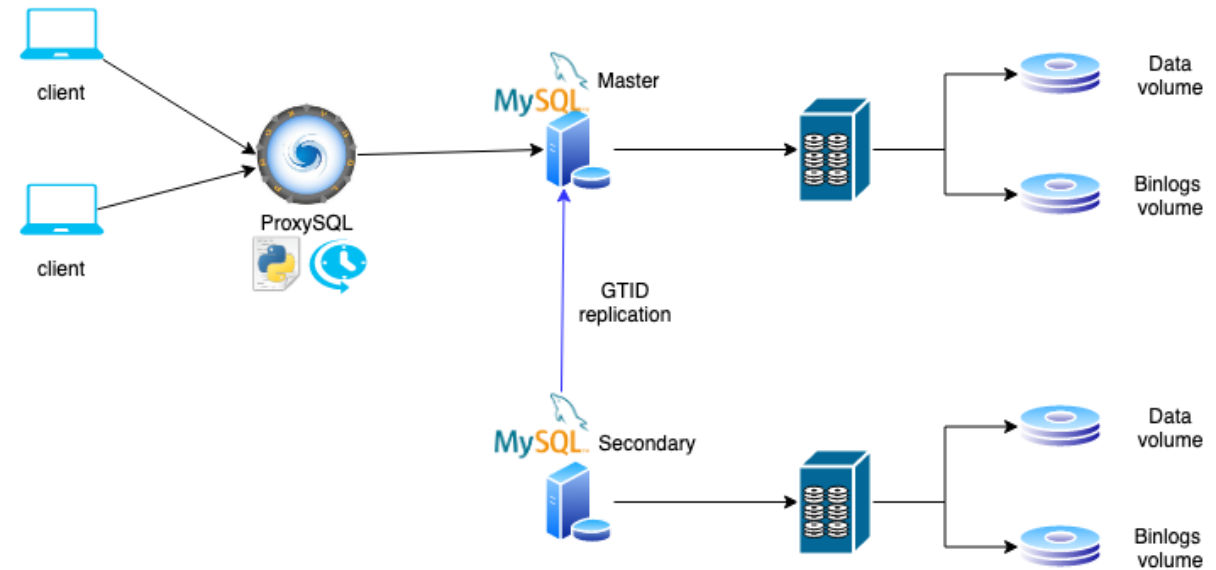 client
client
ProxySQL
MySQL
Master
GTID
replication
MySQL
Secondary
Data
volume
Binlogs
volume
Data
volume
Binlogs
volume